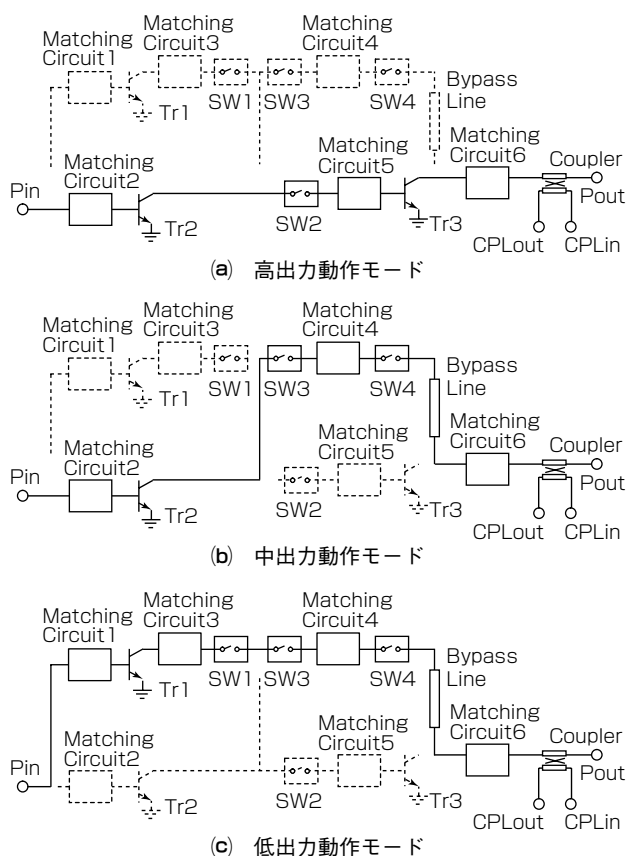 Matching
Circuit1
Matching
Circuit3
Matching
Circuit4
SW1
SW3
SW4
Tr1
Bypass
Line
Pin
Matching
Circuit2
Tr2
SW2
Matching
Circuit5
Tr3
Matching
Circuit6
Coupler
Pout
CPLout
CPLin
(a) 高出力動作モード
Matching
Circuit1
Matching
Circuit3
Matching
Circuit4
SW1
SW3
SW4
Tr1
Bypass
Line
Pin
Matching
Circuit2
Tr2
SW2
Matching
Circuit5
Tr3
Matching
Circuit6
Coupler
Pout
CPLout
CPLin
(b) 中出力動作モード
Matching
Circuit1
Matching
Circuit3
Matching
Circuit4
SW1
SW3
SW4
Tr1
Bypass
Line
Pin
Matching
Circuit2
Tr2
SW2
Matching
Circuit5
Tr3
Matching
Circuit6
Coupler
Pout
CPLout
CPLin
(c) 低出力動作モード